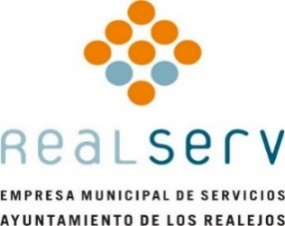 ReaLserv
EMPRESA MUNICIPAL DE SERVICIOS
AYUNTAMIENTO DE LOS REALEJOS